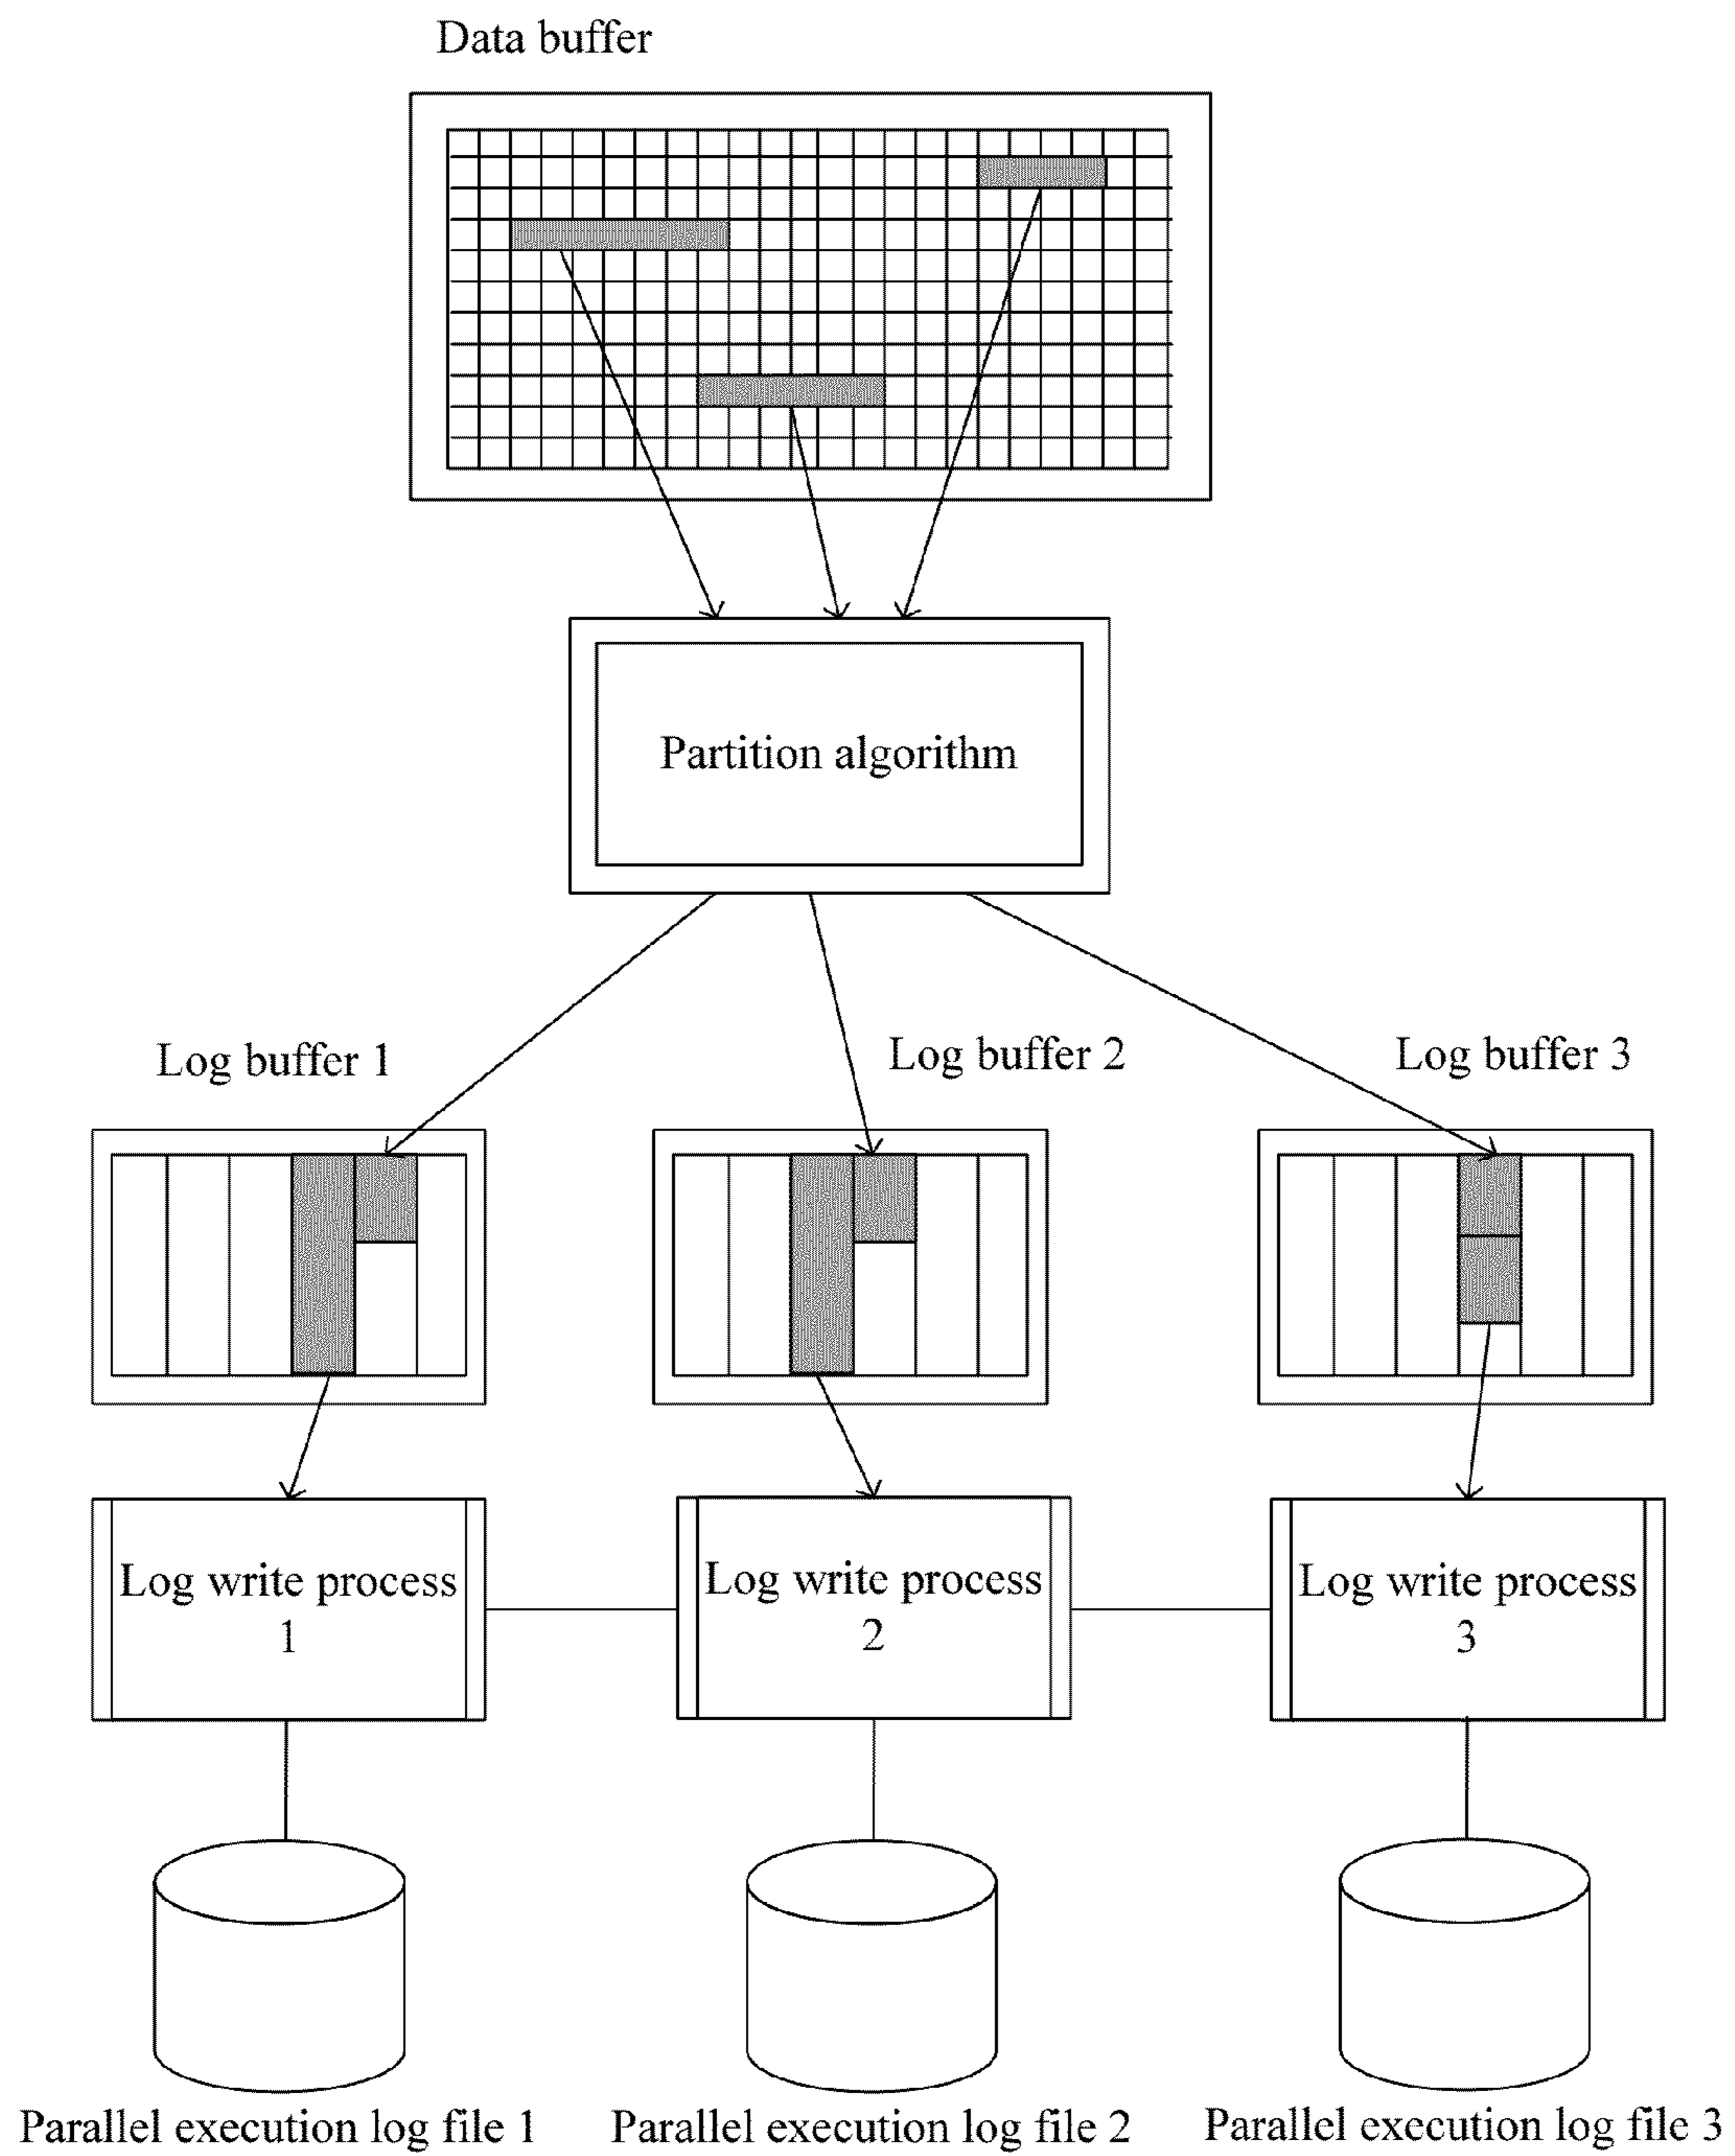 Data buffer
Partition algorithm
Log buffer 1
Log buffer 2
Log buffer 3
Log write process
1
Log write process
2
Log write process
3
Parallel execution log file 1
Parallel execution log file 2
Parallel execution log file 3